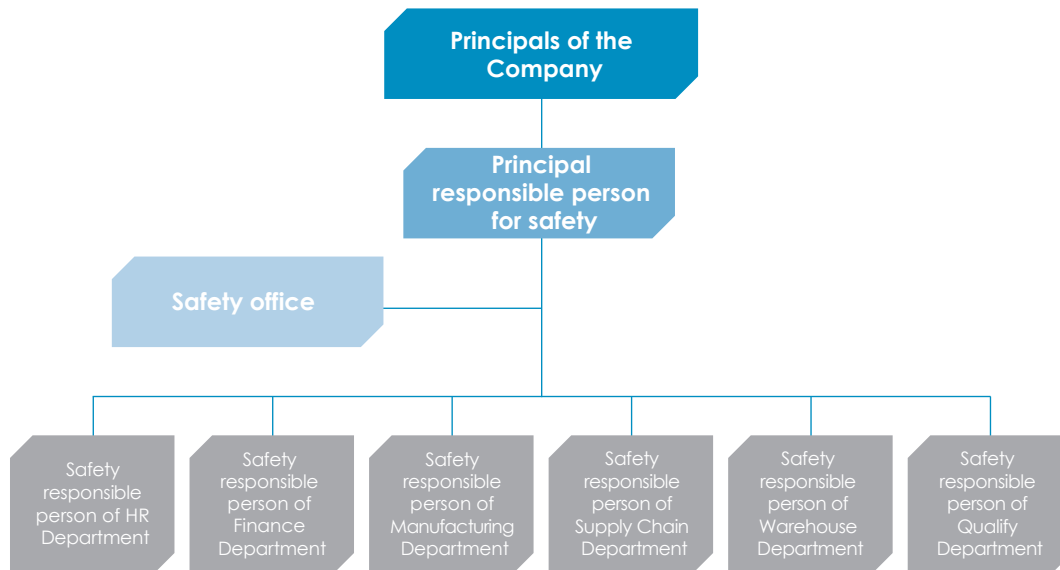 Principals of the
Company
Principal
responsible person
for safety
Safety office
Safety
responsible
person of HR
Department
Safety
responsible
person of
Finance
Department
Safety
responsible
person of
Manufacturing
Department
Safety
responsible
person of
Supply Chain
Department
Safety
responsible
person of
Warehouse
Department
Safety
responsible
person of
Qualify
Department